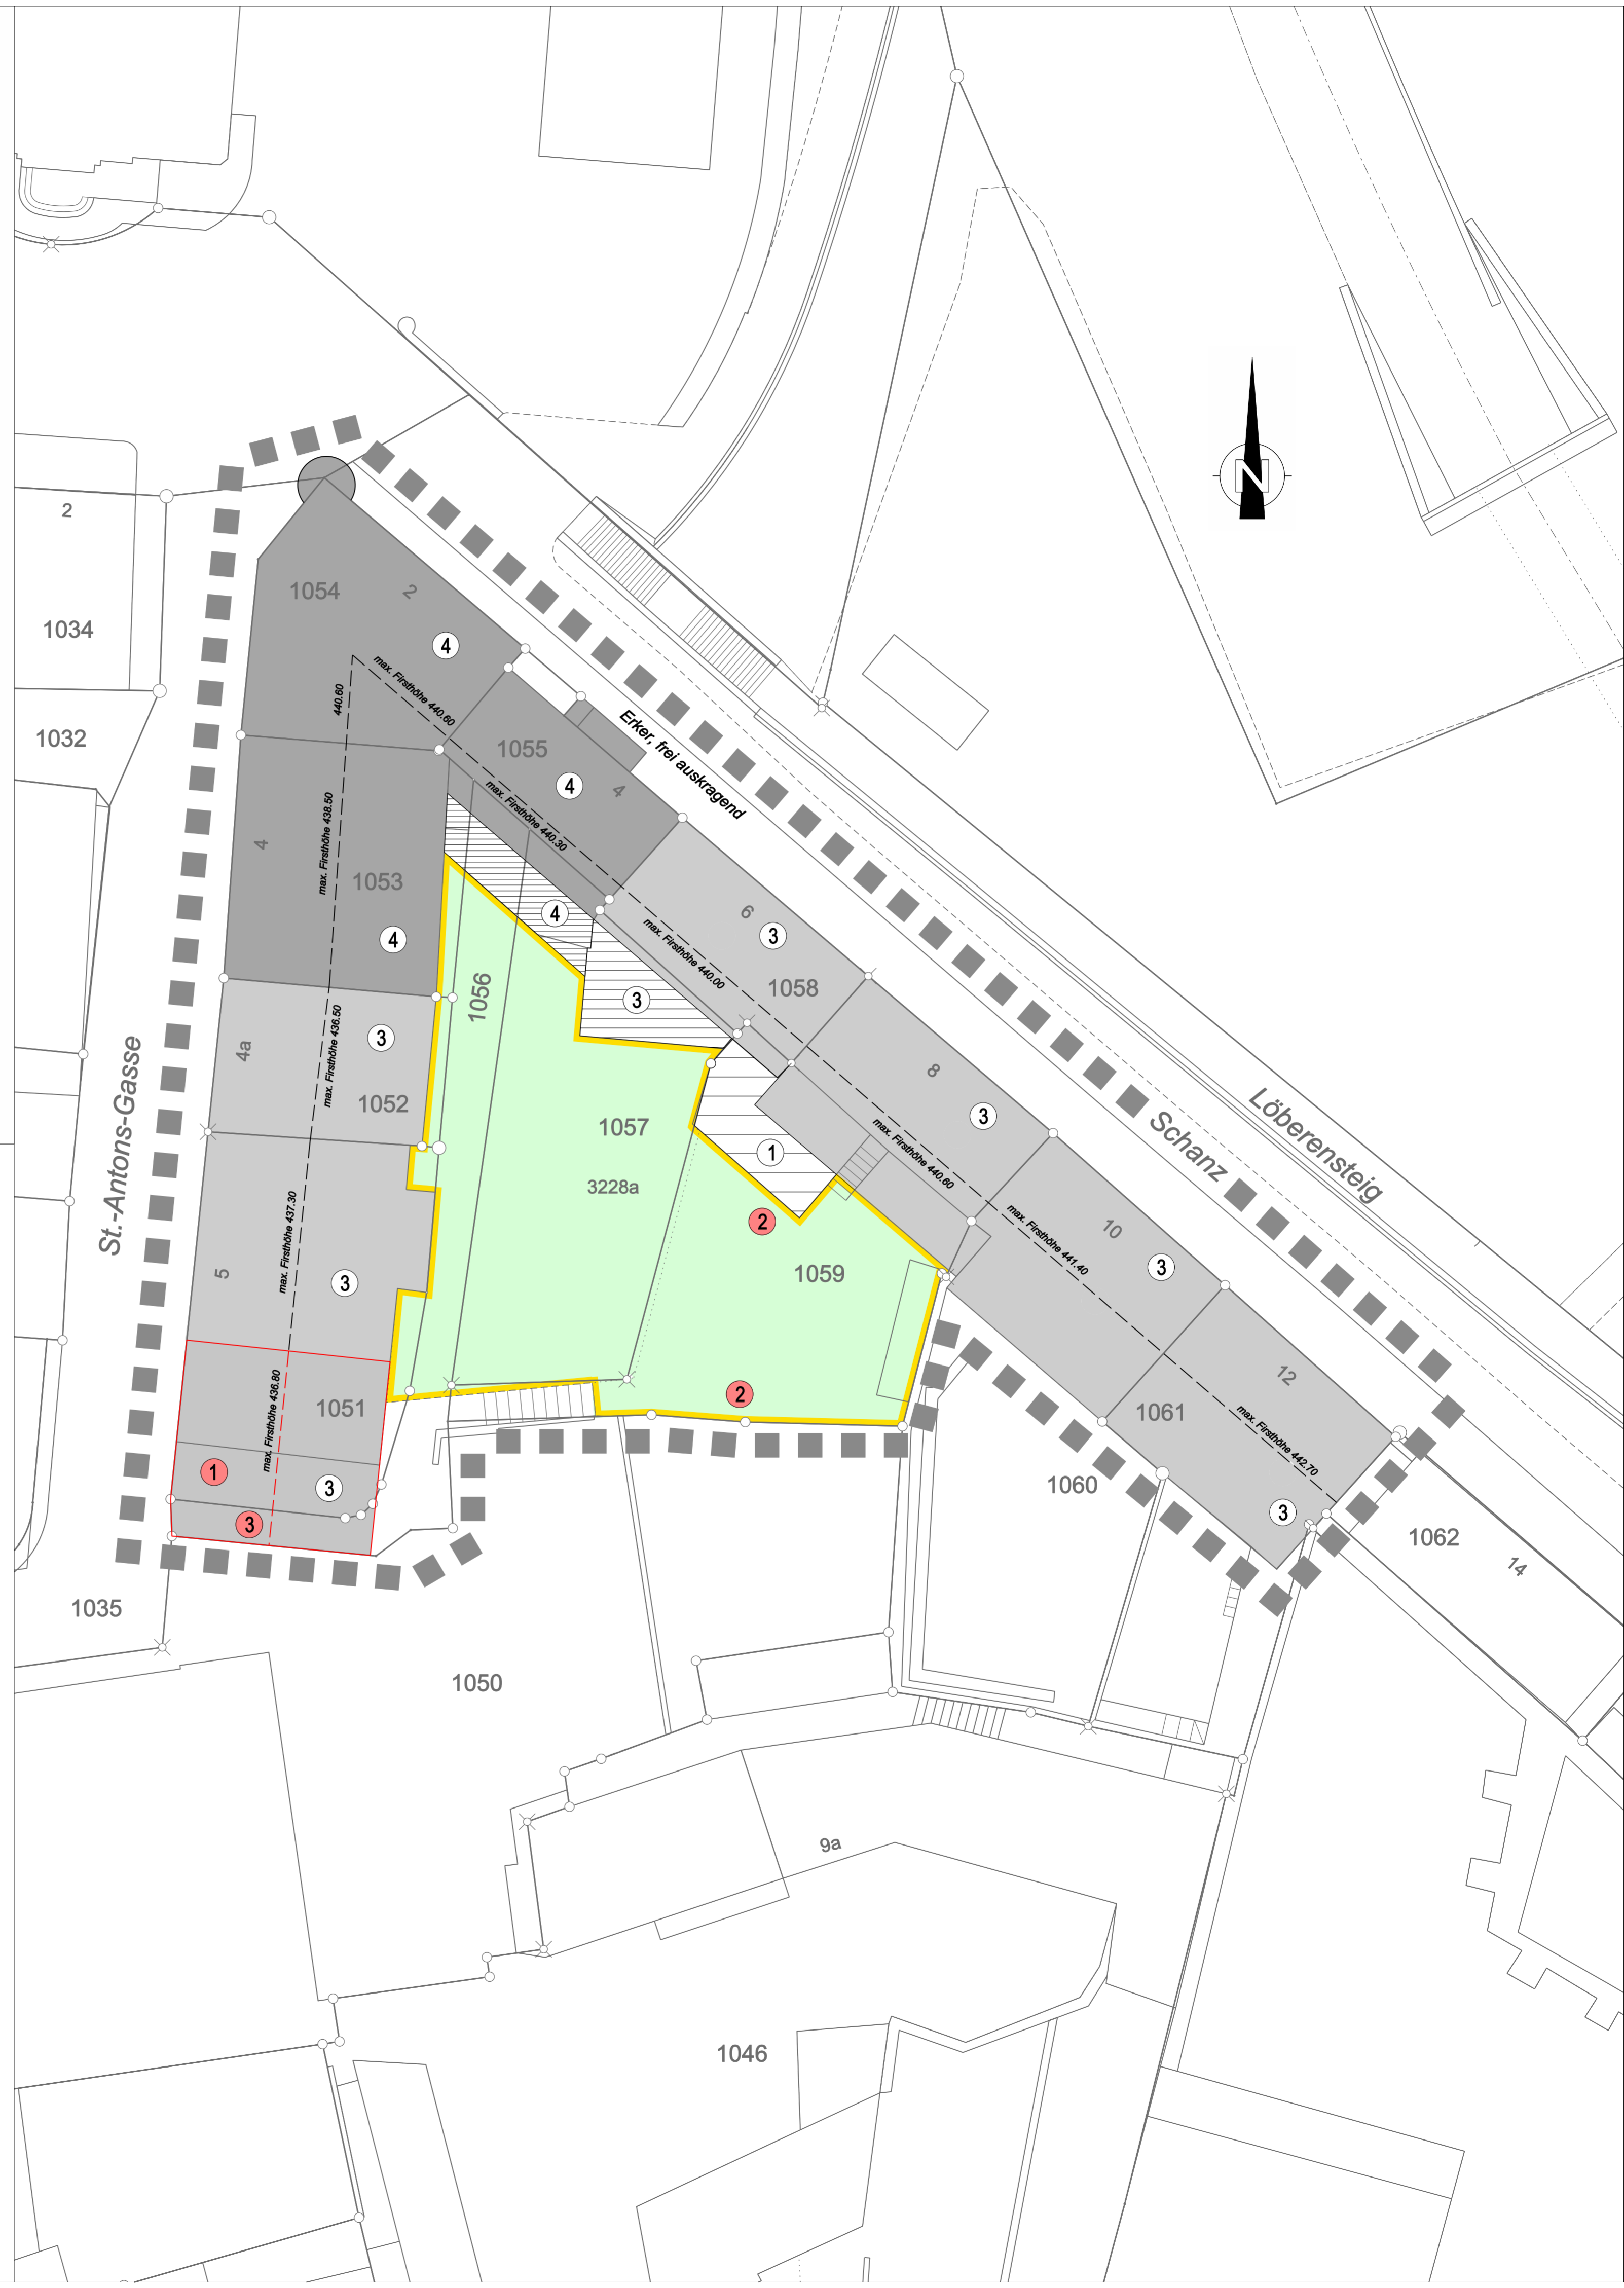 N
2
1034
1032
1054
2
4
max. Firsthöhe 440.60
440.60
1055
4
4
Erker, frei auskragend
max. Firsthöhe 440.30
max. Firsthöhe 438.50
4
1053
4
4
6
3
max. Firsthöhe 440.00
1058
1056
3
max. Firsthöhe 436.50
3
4a
1052
St.-Antons-Gasse
1057
3228a
8
3
1
max. Firsthöhe 440.60
Löberensteig
Schanz
2
1059
max. Firsthöhe 437.30
5
3
10
3
max. Firsthöhe 441.40
12
2
max. Firsthöhe 436.80
1051
1061
max. Firsthöhe 442.70
1
3
3
1060
3
1062
14
1035
1050
9a
1046